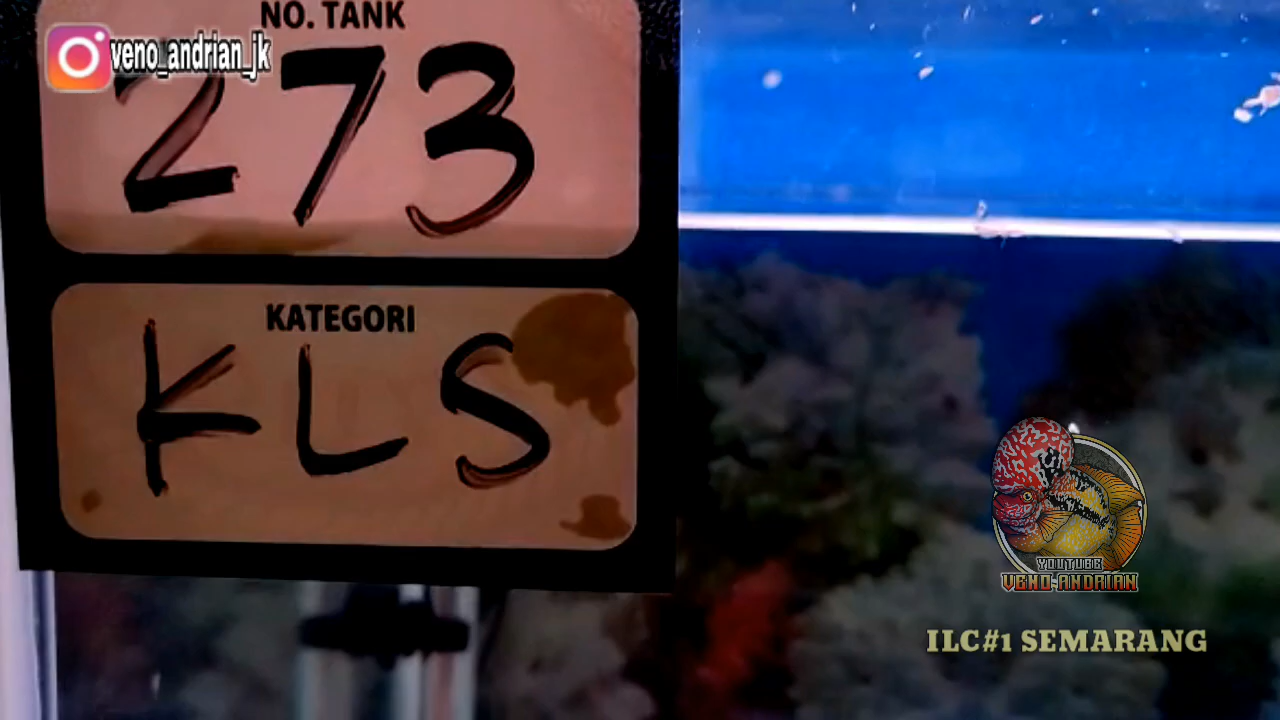 NO. TANK
veno_andrian_jk
273
KATEGORI
KLS
YOUTUBE
VENO ANDRIAN
ILC#1 SEMARANG